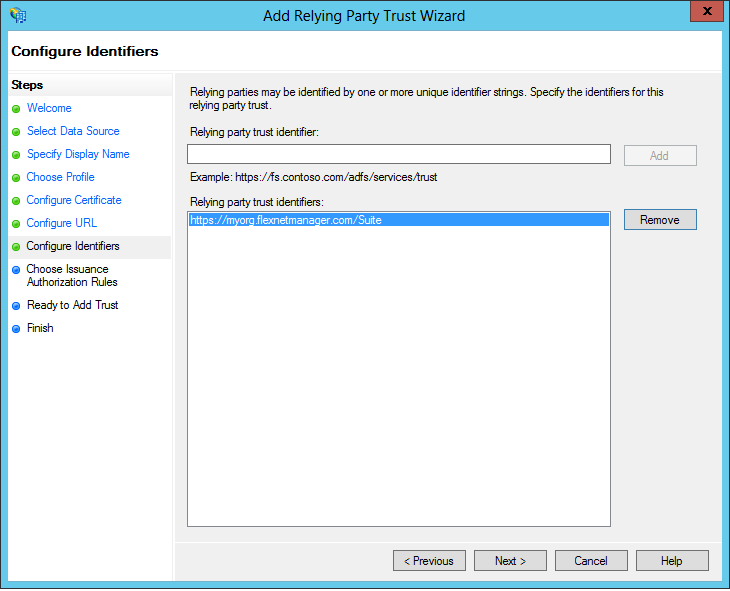 Add Relying Party Trust Wizard
X
Configure Identifiers
Steps
Welcome
Select Data Source
Specify Display Name
Choose Profile
Configure Certificate
Configure URL
Configure Identifiers
Choose Issuance
Authorization Rules
Ready to Add Trust
Finish
Relying parties may be identified by one or more unique identifier strings. Specify the identifiers for this
relying party trust.
Relying party trust identifier:
Add
Example: https://fs.contoso.com/adfs/services/trust
Relying party trust identifiers:
https://myorg.flexnetmanager.com/Suite
Remove
< Previous
Next >
Cancel
Help